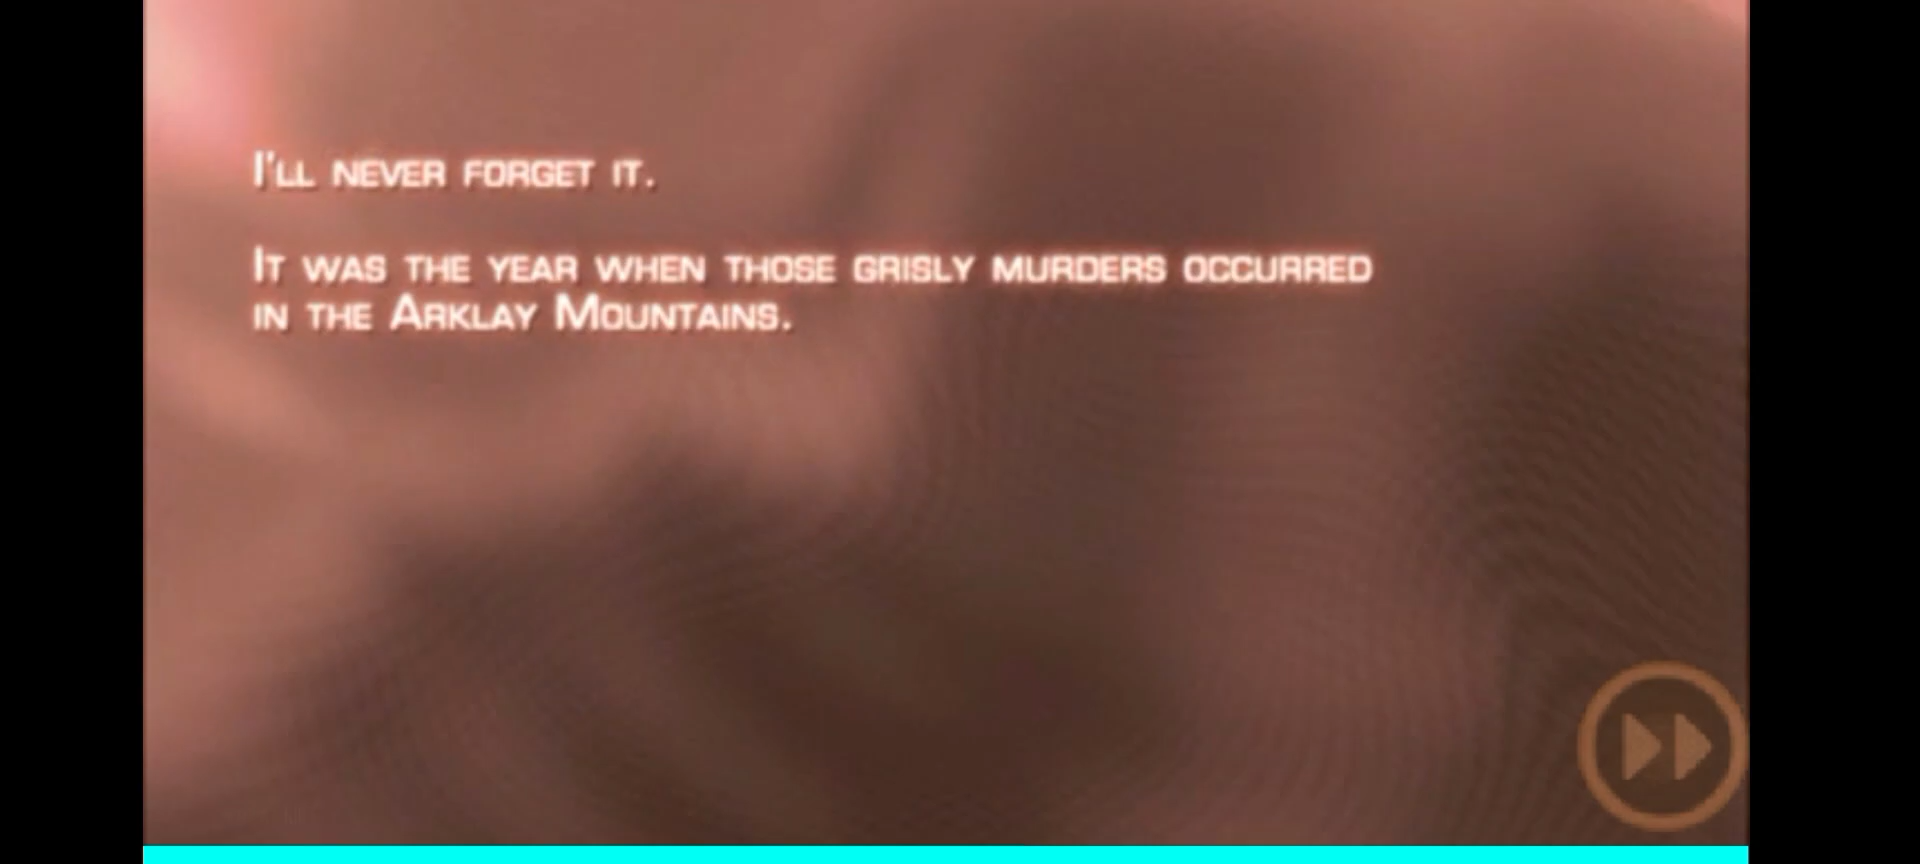 I'll never forget it.
It was the year when those grisly murders occurred
in the Arklay Mountains.